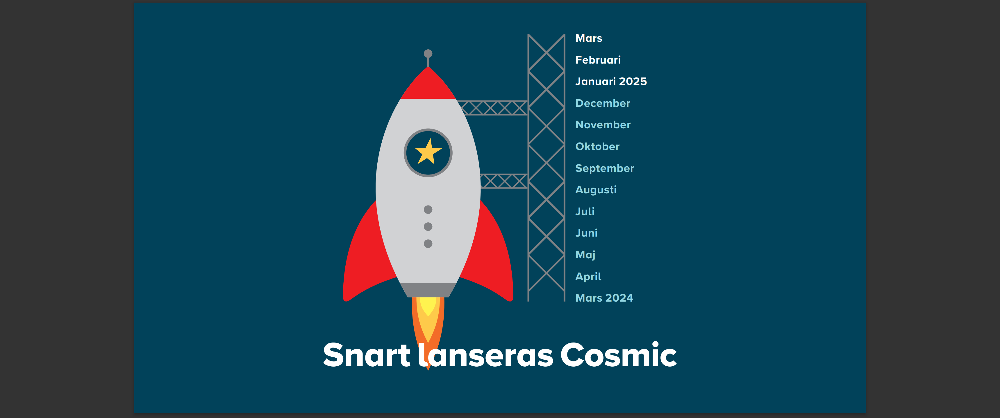 Mars
Februari
Januari 2025
December
November
Oktober
September
Augusti
Juli
Juni
Maj
April
Mars 2024
Snart lanseras Cosmic